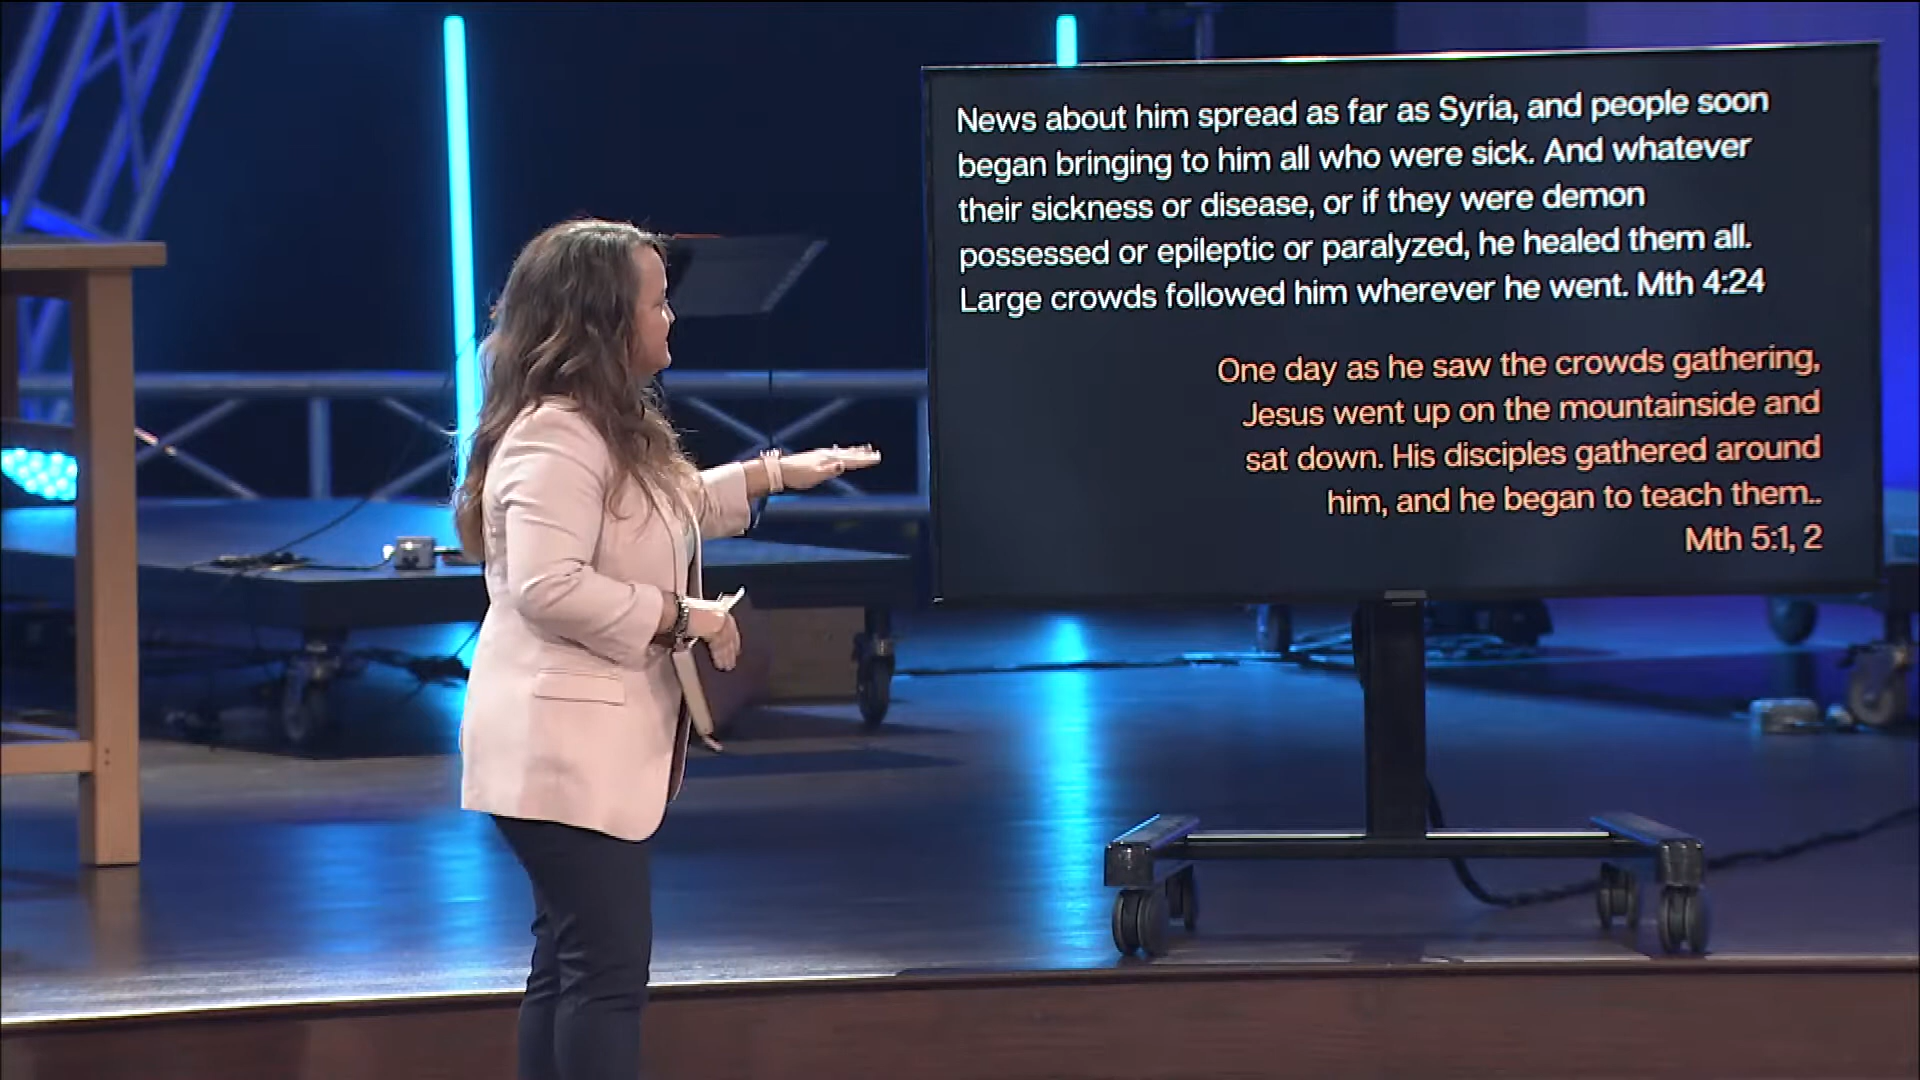 News about him spread as far as Syria, and people soon
began bringing to him all who were sick. And whatever
their sickness or disease, or if they were demon
possessed or epileptic or paralyzed, he healed them all.
Large crowds followed him wherever he went. Mth 4:24
One day as he saw the crowds gathering,
Jesus went up on the mountainside and
sat down. His disciples gathered around
him, and he began to teach them..
Mth 5:1, 2